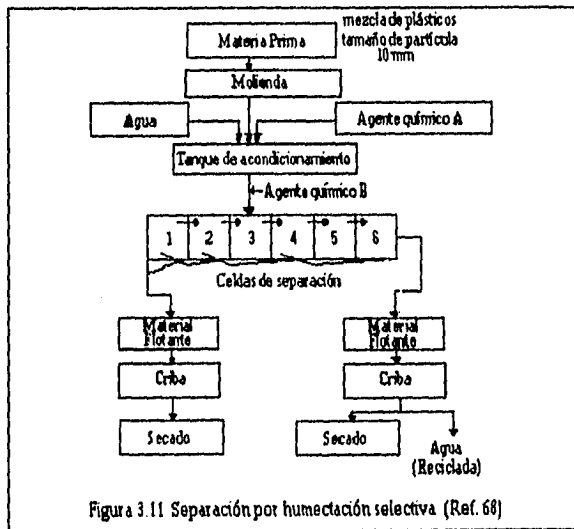 mezcla de plásticos
tamaño de partícula
10 mm
Materia Prima
Molienda
Agua
Agente químico A
Tanque de acondicionamiento
Agente químico B
1 2 3 4 5 6
Celdas de separación
Material
Flotante
Material
Flotante
Criba
Criba
Secado
Secado
Agua
(Reciclada)
Figura 3.11 Separación por humectación selectiva (Ref. 68)